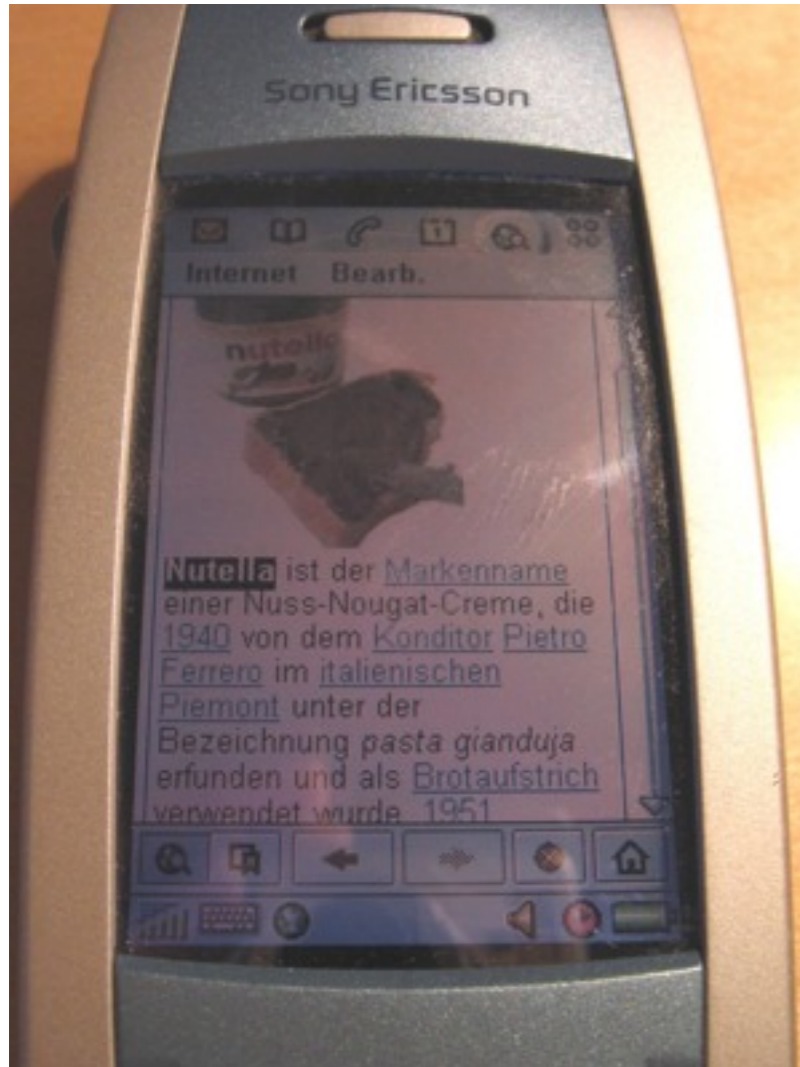 Sony Ericsson
1
Internet Bearb.
nutella
Nutella ist der Markenname
einer Nuss-Nougat-Creme, die
1940 von dem Konditor Pietro
Ferrero im italienischen
Piemont unter der
Bezeichnung pasta gianduja
erfunden und als Brotaufstrich
verwendet wurde. 1951